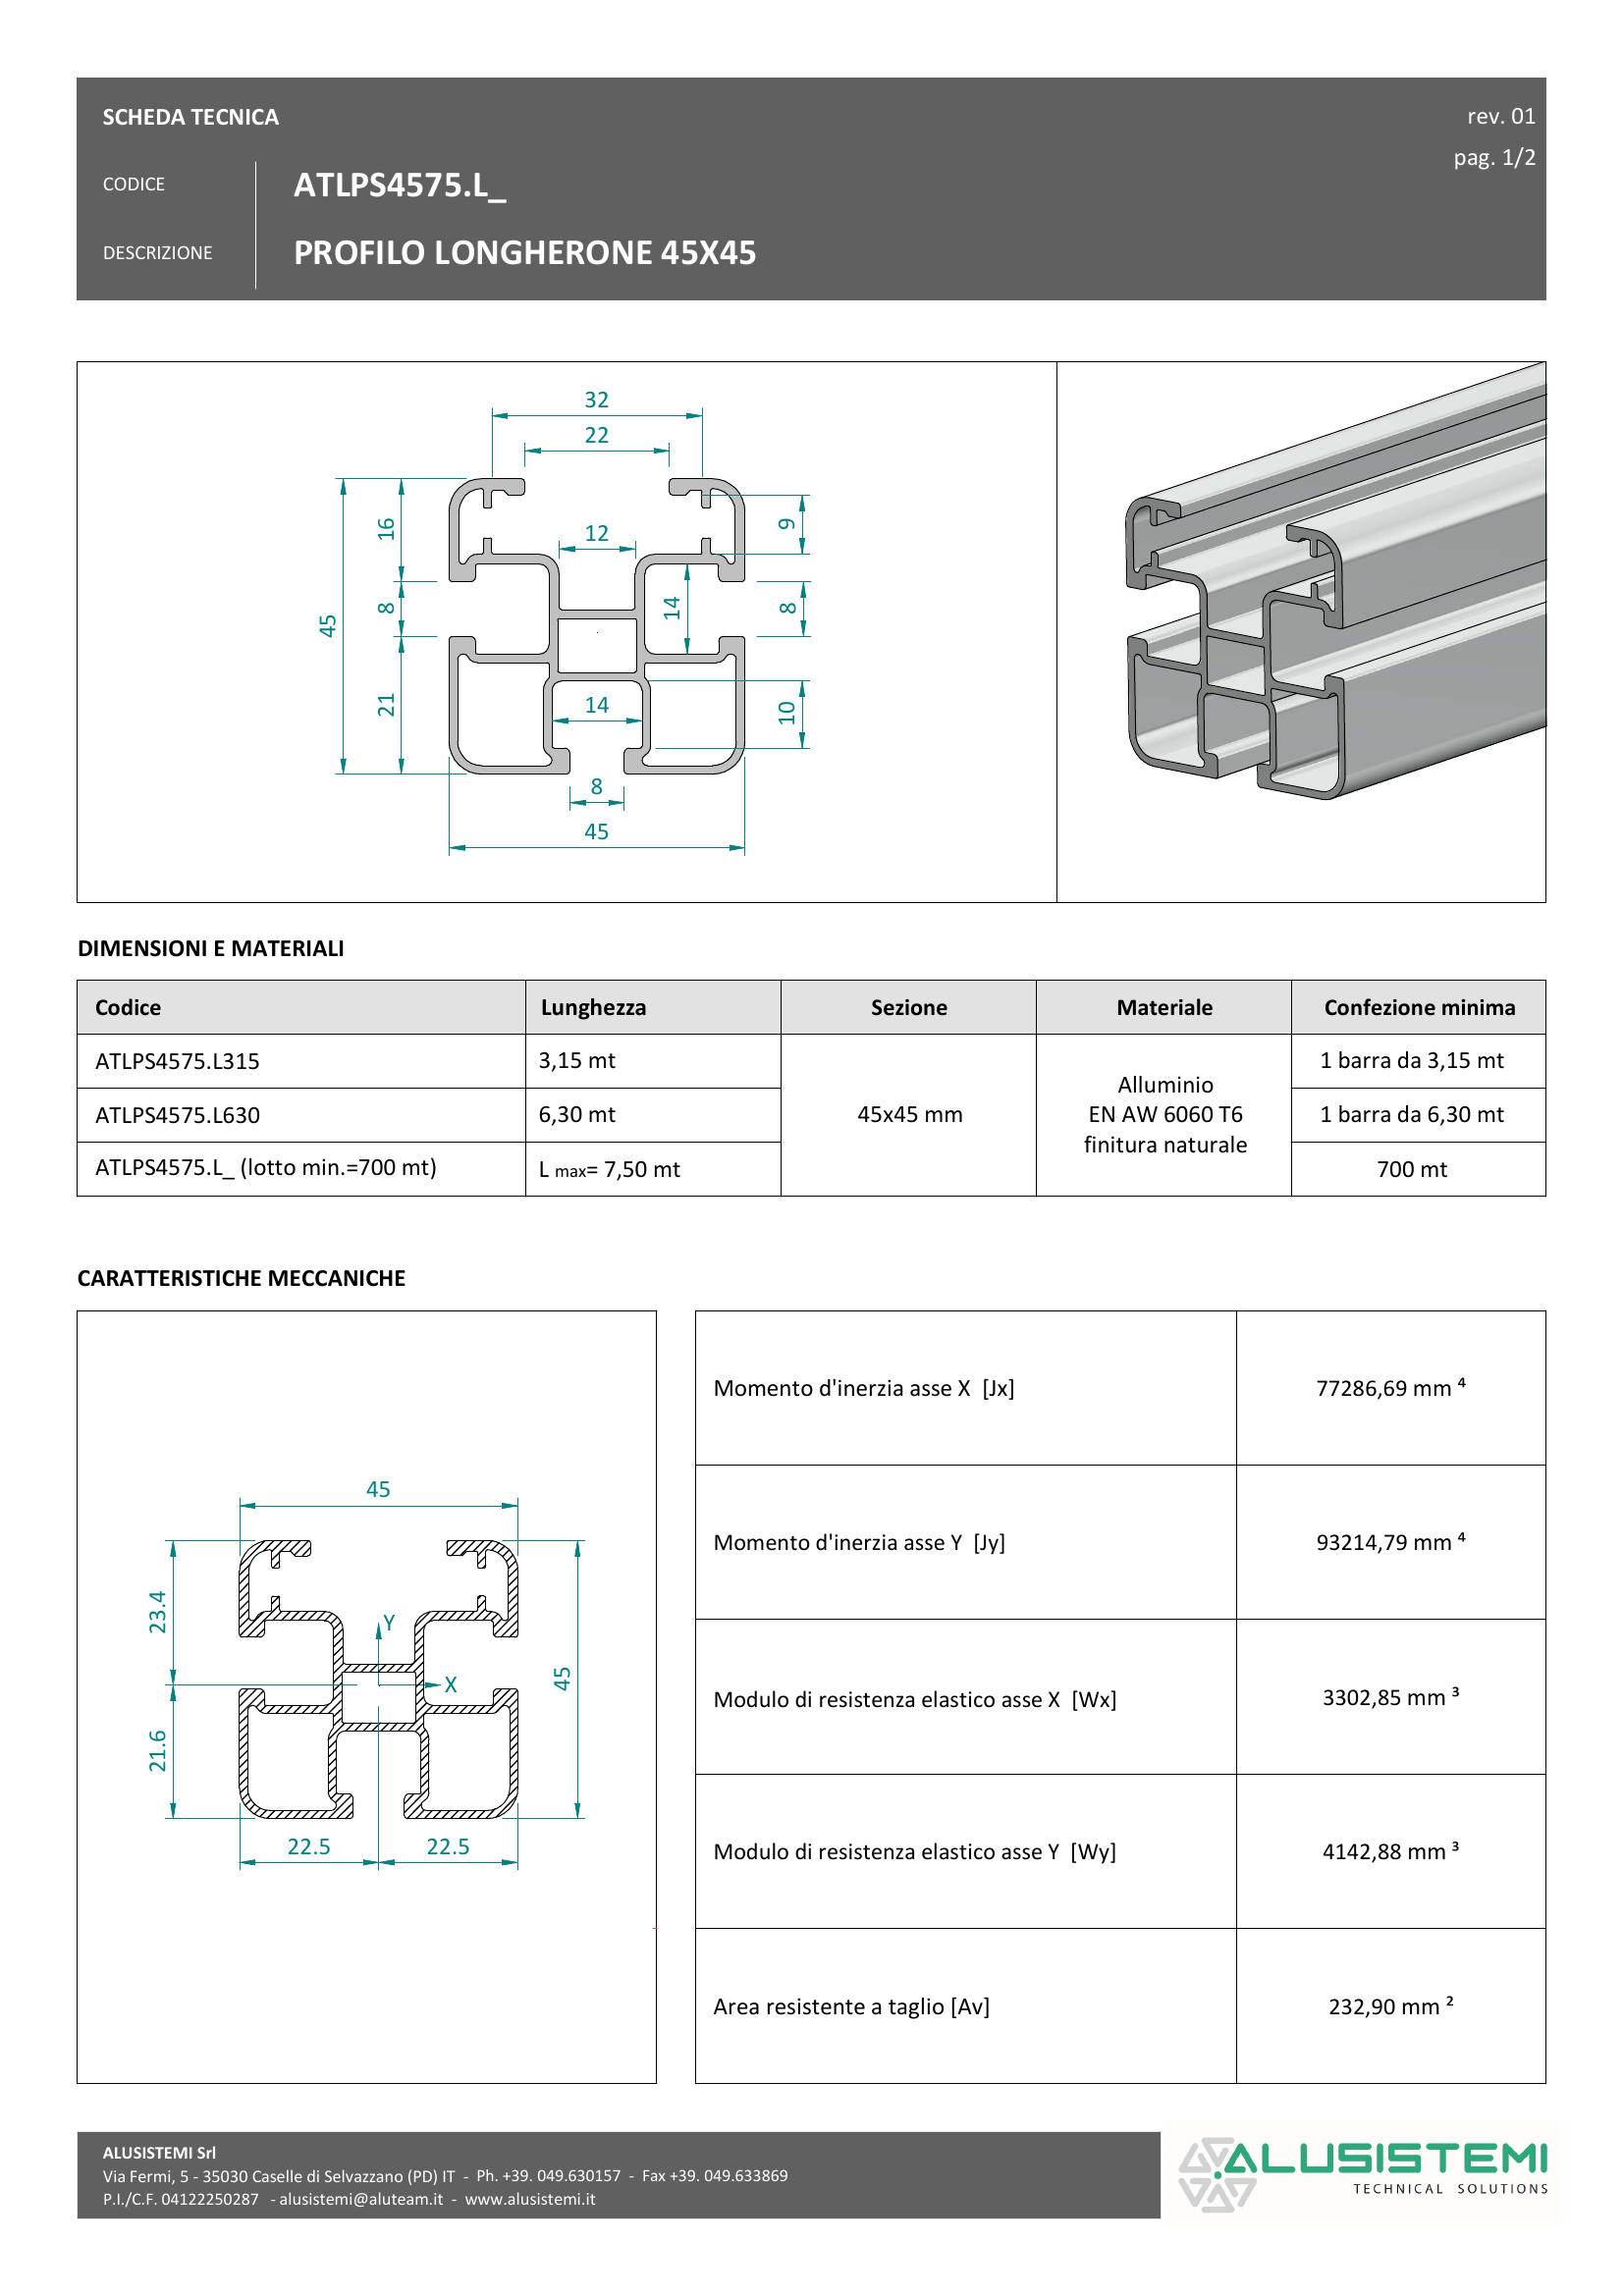 SCHEDA TECNICA
rev. 01
pag. 1/2
CODICE
ATLPS4575.L_
DESCRIZIONE
PROFILO LONGHERONE 45X45
32
22
16
12
9
45
8
14
8
21
14
10
8
45
DIMENSIONI E MATERIALI
Codice Lunghezza Sezione Materiale Confezione minima
ATLPS4575.L315 3,15 mt 1 barra da 3,15 mt
ATLPS4575.L630 6,30 mt 45x45 mm Alluminio
EN AW 6060 T6
finitura naturale 1 barra da 6,30 mt
ATLPS4575.L_ (lotto min.=700 mt) L max= 7,50 mt 700 mt
CARATTERISTICHE MECCANICHE
45
23.4
Y
X
45
21.6
22.5 22.5
Momento d'inerzia asse X [Jx] 77286,69 mm ⁴
Momento d'inerzia asse Y [Jy] 93214,79 mm ⁴
Modulo di resistenza elastico asse X [Wx] 3302,85 mm ³
Modulo di resistenza elastico asse Y [Wy] 4142,88 mm ³
Area resistente a taglio [Av] 232,90 mm ²
ALUSISTEMI Srl
Via Fermi, 5 - 35030 Caselle di Selvazzano (PD) IT - Ph. +39. 049.630157 - Fax +39. 049.633869
P.I./C.F. 04122250287 - alusistemi@aluteam.it - www.alusistemi.it
ALUSISTEMI
TECHNICAL SOLUTIONS